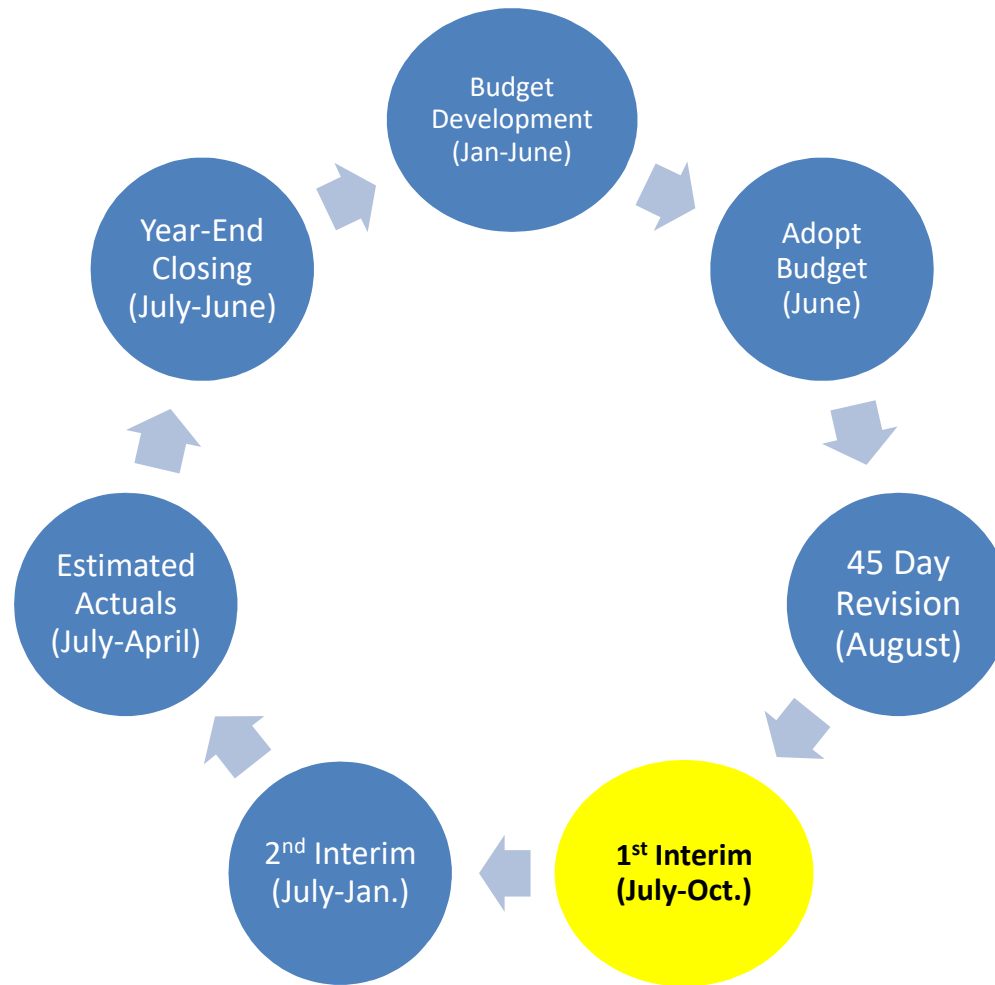 Budget
Development
(Jan-June)
Adopt
Budget
(June)
45 Day
Revision
(August)
1st Interim
(July-Oct.)
2nd Interim
(July-Jan.)
Estimated
Actuals
(July-April)
Year-End
Closing
(July-June)